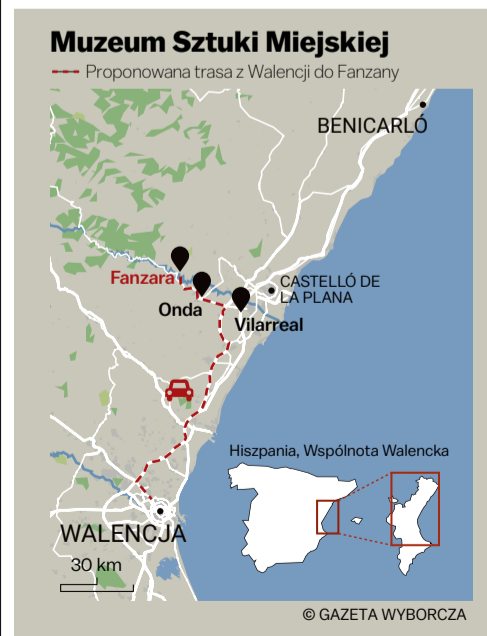 Muzeum Sztuki Miejskiej
Proponowana trasa z Walencji do Fanzany
BENICARLÓ
Fanzara
CASTELLÓ DE
LA PLANA
Onda
Vilarreal
Hiszpania, Wspólnota Walencka
WALENCJA
30 km
© GAZETA WYBORCZA